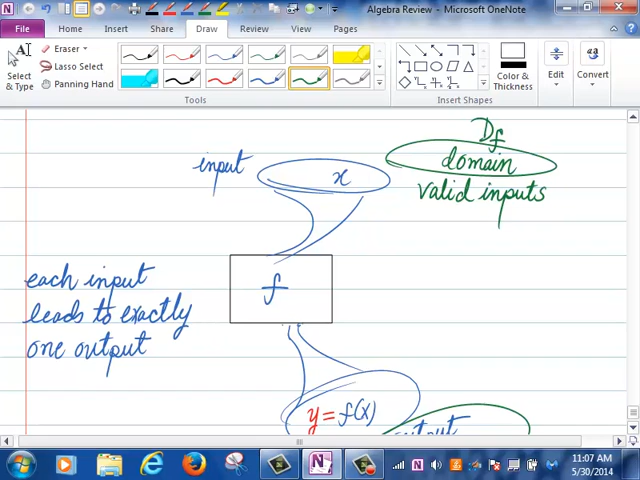 Algebra Review - Microsoft OneNote
File
Home
Insert
Share
Draw
Review
View
Pages
Select & Type
Eraser
Lasso Select
Panning Hand
Color & Thickness
Edit
Convert
Tools
Insert Shapes
Df
input
x
domain
valid inputs
f
each input
leads to exactly
one output
y = f(x)
output
11:07 AM
5/30/2014